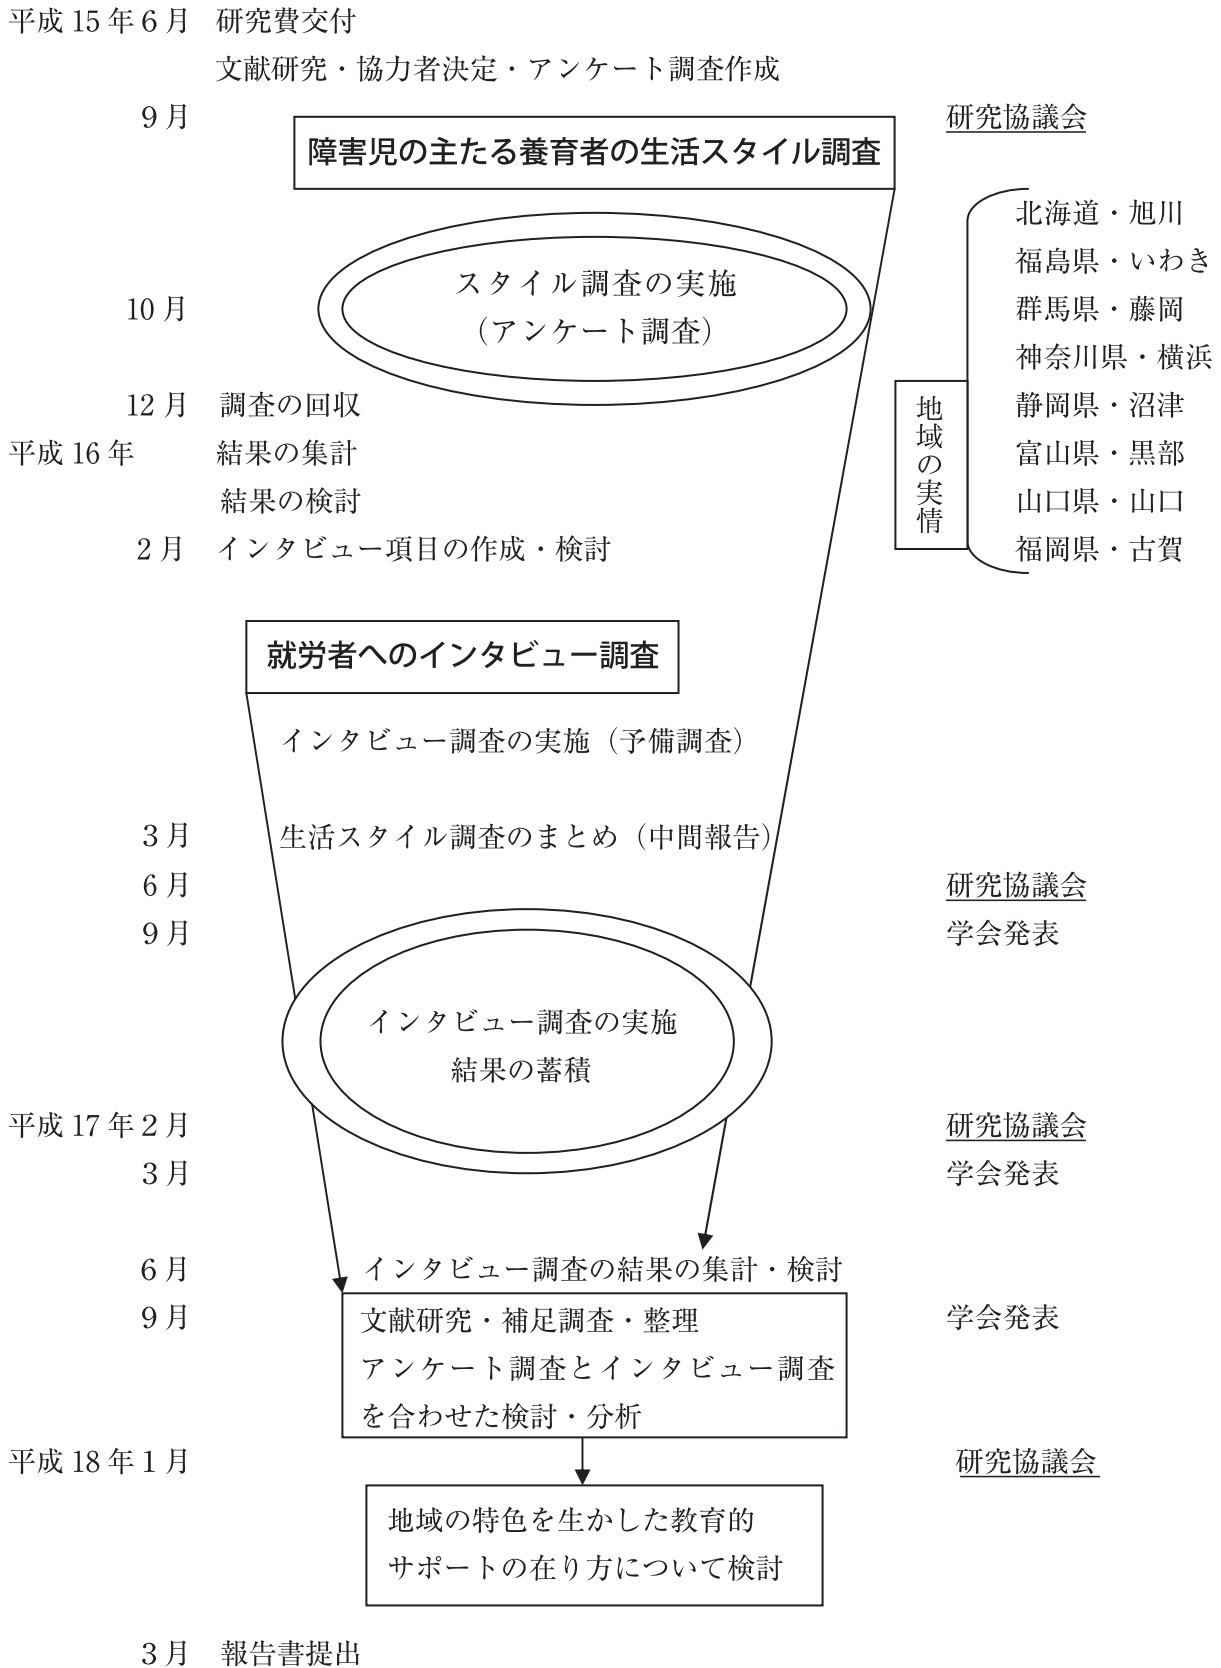 平成 15 年 6 月 研究費交付
文献研究・協力者決定・アンケート調査作成
9 月
研究協議会
障害児の主たる養育者の生活スタイル調査
北海道・旭川
福島県・いわき
群馬県・藤岡
神奈川県・横浜
静岡県・沼津
富山県・黒部
山口県・山口
福岡県・古賀
地域の実情
スタイル調査の実施
（アンケート調査）
10 月
12 月 調査の回収
平成 16 年 結果の集計
結果の検討
2 月 インタビュー項目の作成・検討
就労者へのインタビュー調査
インタビュー調査の実施（予備調査）
3 月 生活スタイル調査のまとめ（中間報告）
6 月 研究協議会
9 月 学会発表
インタビュー調査の実施
結果の蓄積
平成 17 年 2 月 研究協議会
3 月 学会発表
6 月 インタビュー調査の結果の集計・検討
9 月 学会発表
文献研究・補足調査・整理
アンケート調査とインタビュー調査
を合わせた検討・分析
平成 18 年 1 月 研究協議会
地域の特色を生かした教育的
サポートの在り方について検討
3 月 報告書提出